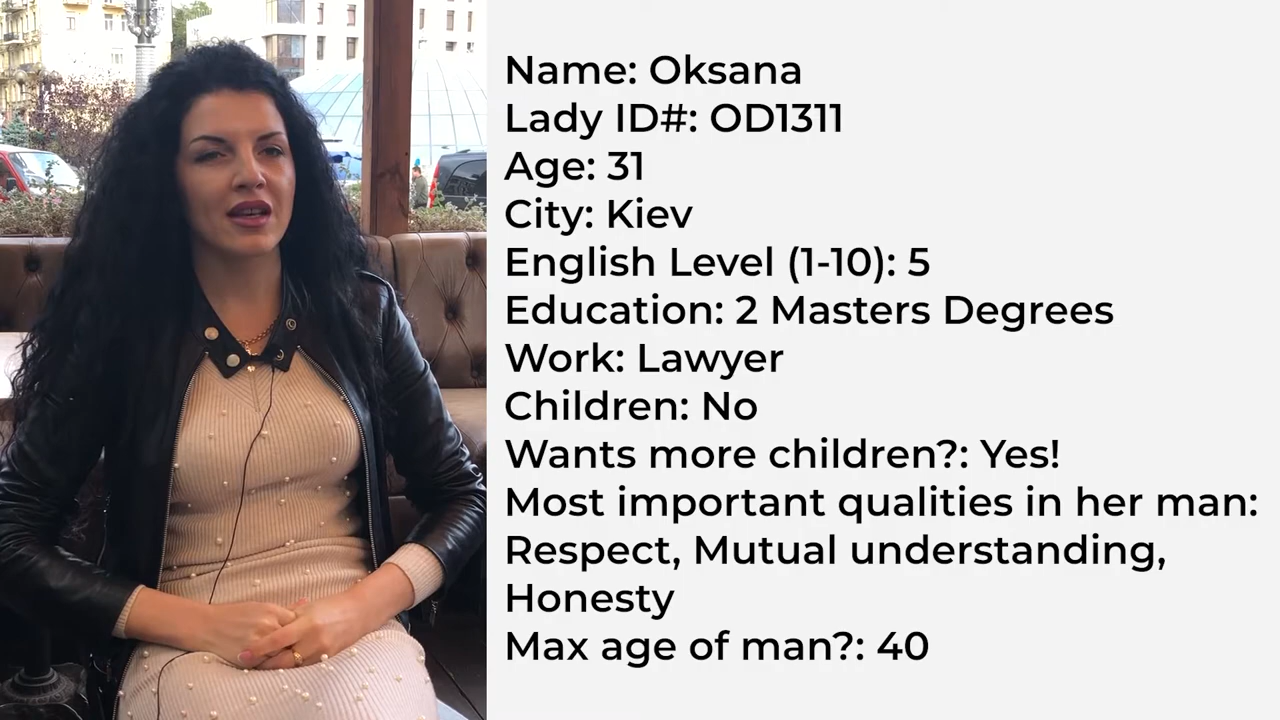 Name: Oksana
Lady ID#: OD1311
Age: 31
City: Kiev
English Level (1-10): 5
Education: 2 Masters Degrees
Work: Lawyer
Children: No
Wants more children?: Yes!
Most important qualities in her man:
Respect, Mutual understanding,
Honesty
Max age of man?: 40